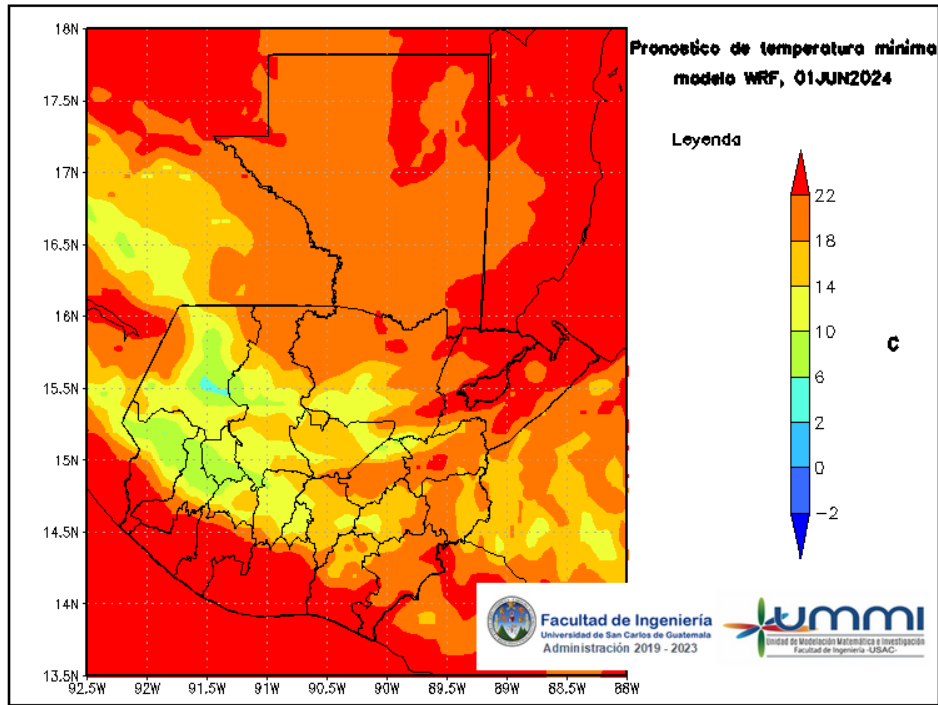 Pronostico de temperatura minima
modelo WRF, 01JUN2024
Leyenda
22
18
14
10
6
2
0
-2
C
18N
17.5N
17N
16.5N
16N
15.5N
15N
14.5N
14N
13.5N
92.5W 92W 91.5W 91W 90.5W 90W 89.5W 89W 88.5W 88W
Facultad de Ingeniería
Universidad de San Carlos de Guatemala
Administración 2019 - 2023
ummi
Unidad de Modelación Matemática e Investigación
Facultad de Ingeniería -USAC-